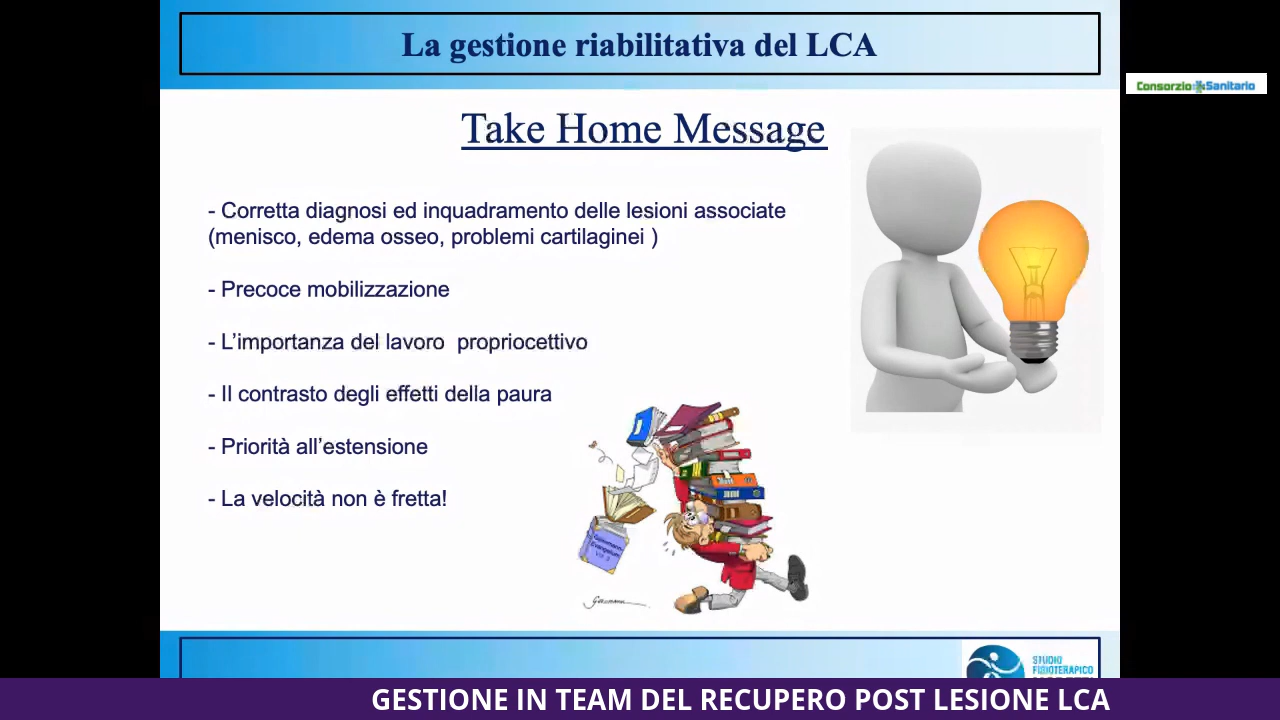 La gestione riabilitativa del LCA
Consorzio Sanitario
Take Home Message
- Corretta diagnosi ed inquadramento delle lesioni associate
(menisco, edema osseo, problemi cartilaginei )
- Precoce mobilizzazione
- L’importanza del lavoro propriocettivo
- Il contrasto degli effetti della paura
- Priorità all’estensione
- La velocità non è fretta!
STUDIO
FISIOTERAPICO
GESTIONE IN TEAM DEL RECUPERO POST LESIONE LCA